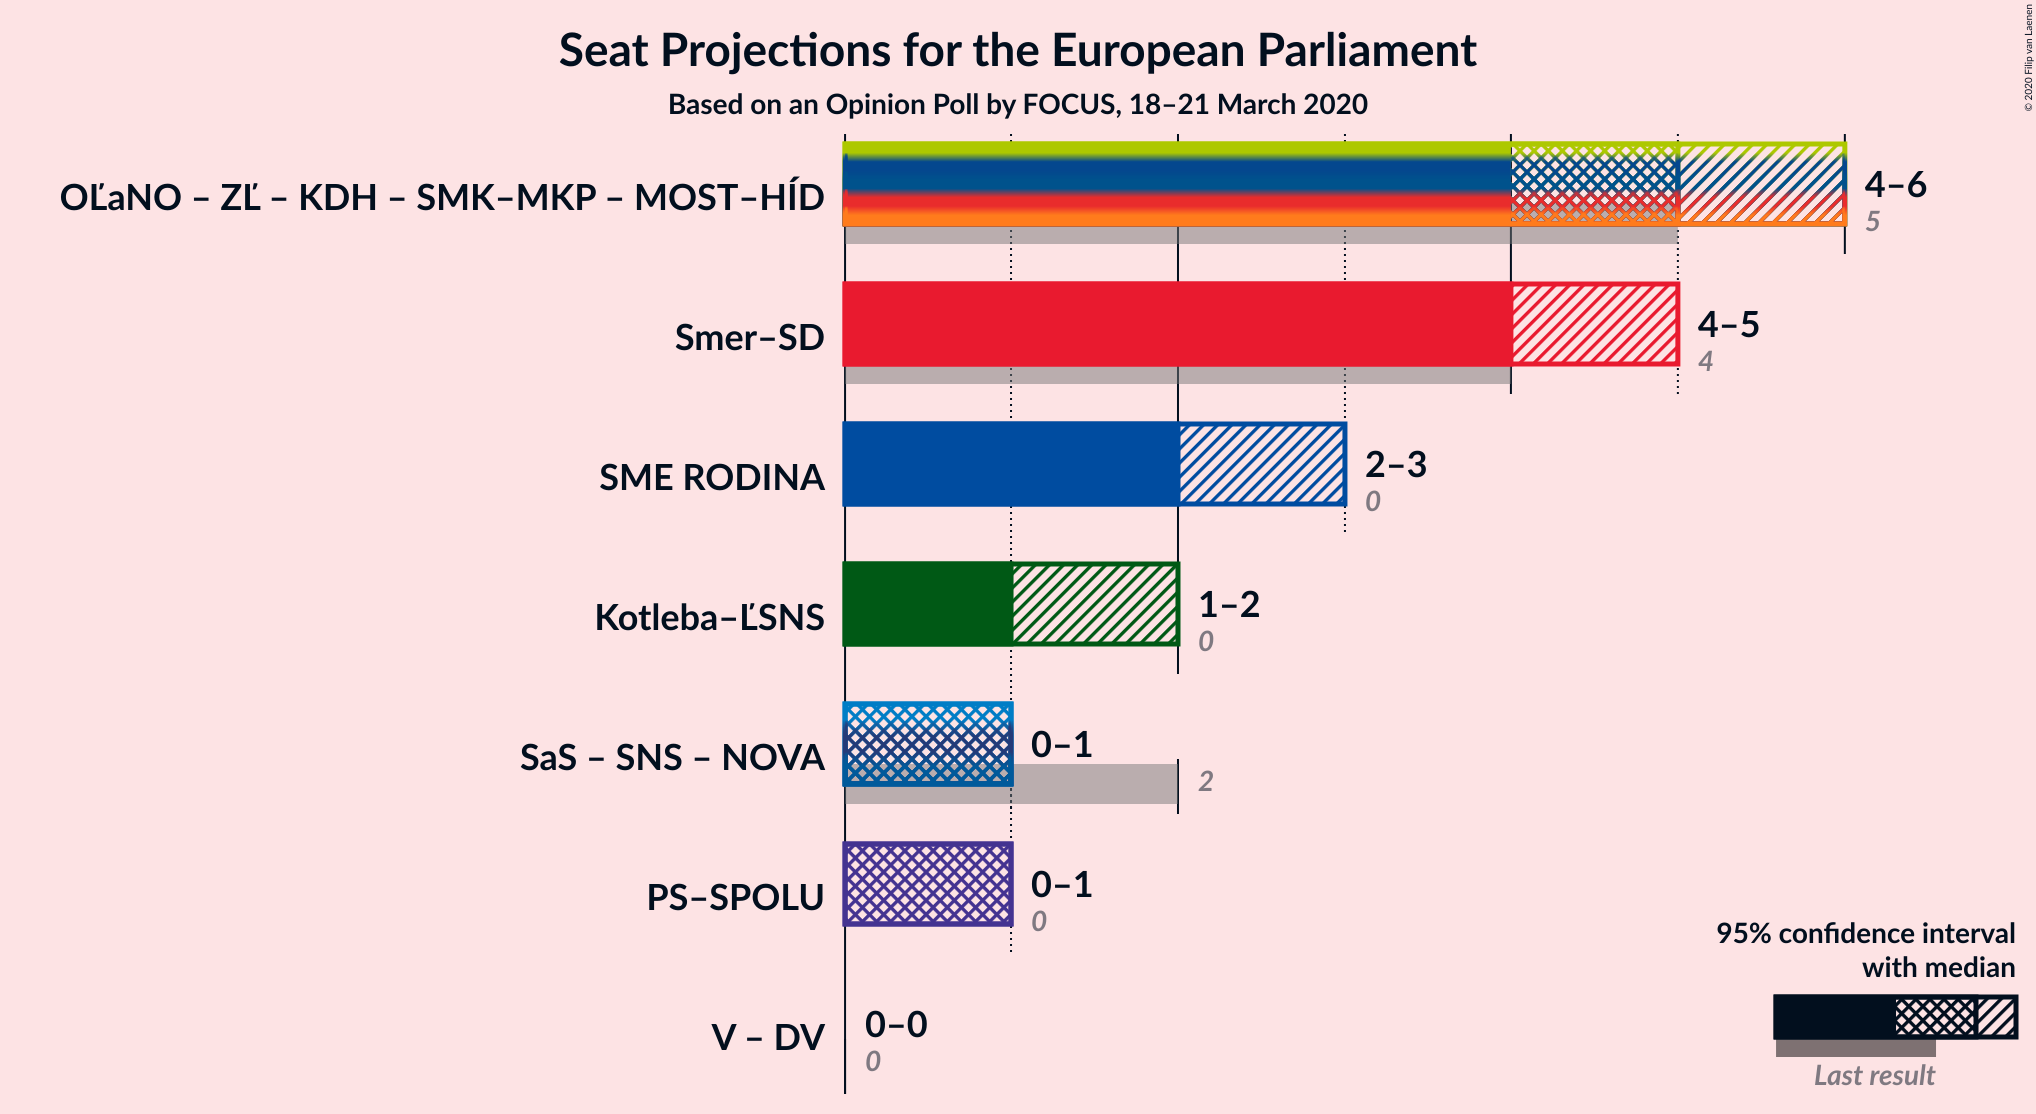 Seat Projections for the European Parliament
Based on an Opinion Poll by FOCUS, 18–21 March 2020
© 2020 Filip van Laenen
OĽaNO – ZĽ – KDH – SMK–MKP – MOST–HÍD
4–6
5
Smer–SD
4–5
4
SME RODINA
2–3
0
Kotleba–ĽSNS
1–2
0
SaS – SNS – NOVA
0–1
2
PS–SPOLU
0–1
0
V – DV
0–0
0
95% confidence interval
with median
Last result